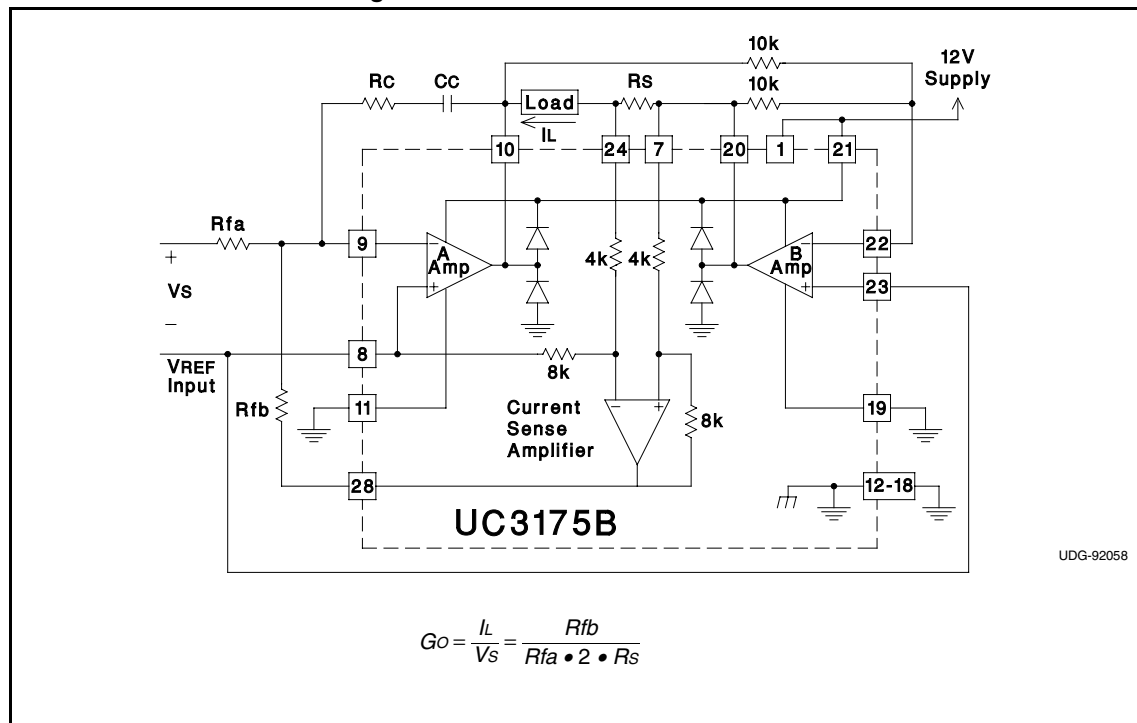 10k
12V
Supply
RC
CC
Load
RS
10k
IL
10
24
7
20
1
21
Rfa
9
A
Amp
4k
4k
B
Amp
22
23
+
VS
−
8
VREF
Input
8k
− +
Rfb
11
Current
Sense
Amplifier
8k
19
28
12-18
UC3175B
UDG-92058
GO = IL / VS = Rfb / Rfa • 2 • RS